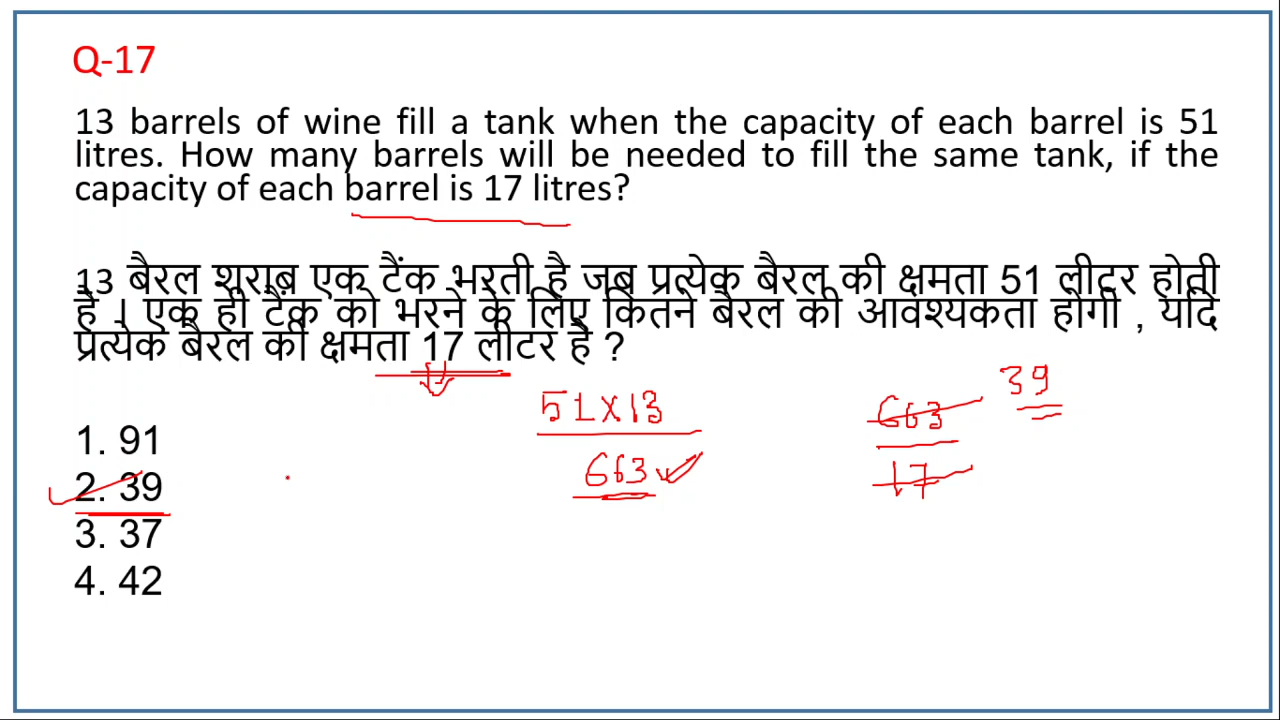 Q-17
13 barrels of wine fill a tank when the capacity of each barrel is 51
litres. How many barrels will be needed to fill the same tank, if the
capacity of each barrel is 17 litres?
13 बैरल शराब एक टैंक भरती है जब प्रत्येक बैरल की क्षमता 51 लीटर होती
है । एक ही टैंक को भरने के लिए कितने बैरल की आवश्यकता होगी , यदि
प्रत्येक बैरल की क्षमता 17 लीटर है ?
51×13
663
663
17
39
1. 91
2. 39
3. 37
4. 42